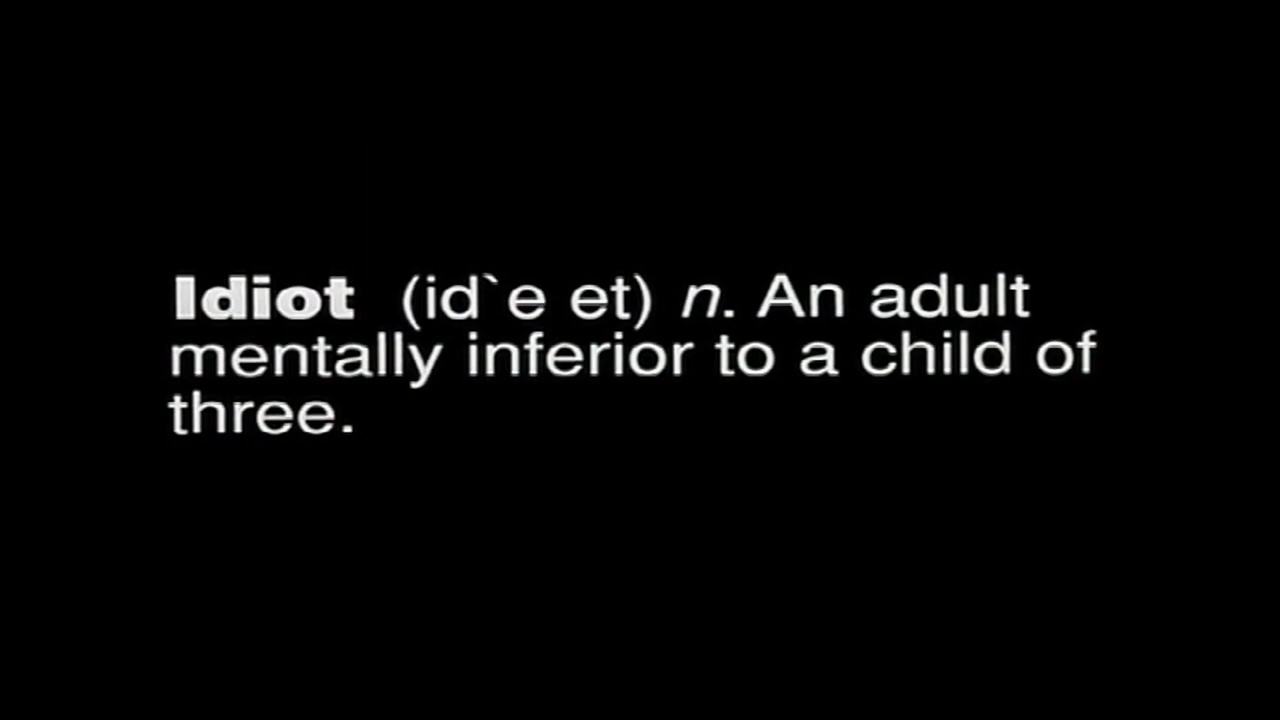 Idiot (id`e et) n. An adult
mentally inferior to a child of
three.